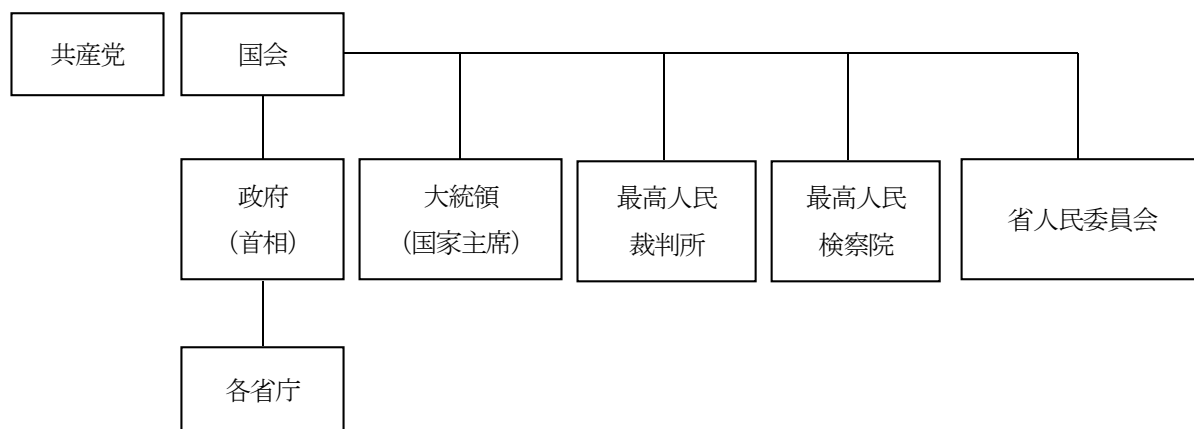 共産党
国会
政府
（首相）
大統領
（国家主席）
最高人民
裁判所
最高人民
検察院
省人民委員会
各省庁